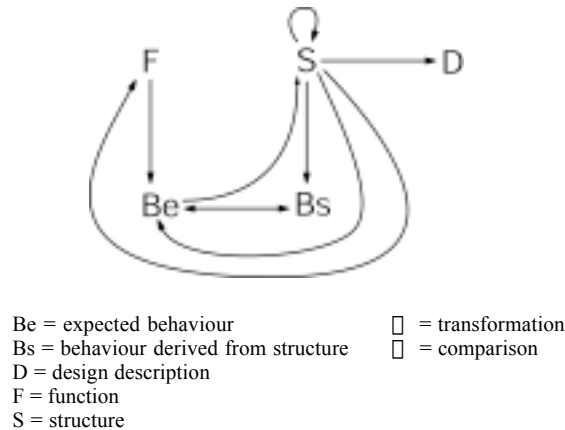 F S D
Be Bs
Be = expected behaviour ▯ = transformation
Bs = behaviour derived from structure ▯ = comparison
D = design description
F = function
S = structure